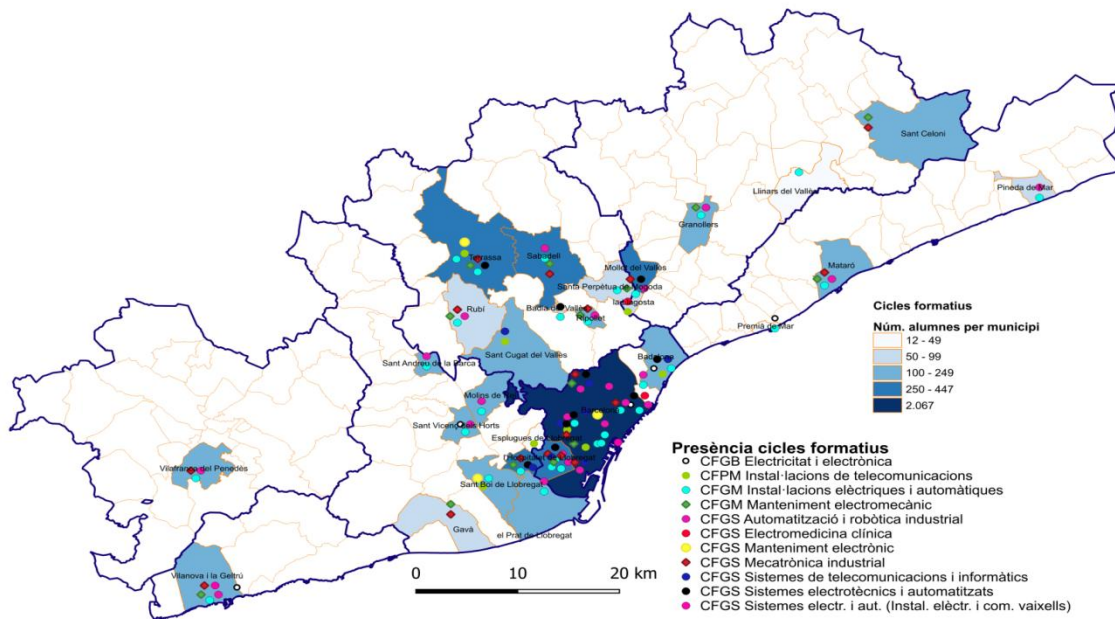 Sant Celoni
Llinars del Vallès
Pineda de Mar
Granollers
Terrassa
Sabadell
Mollet del Vallès
Mataró
Santa Perpètua de Mogoda
la Llagosta
Badia del Vallès
Ripollet
Rubí
Premià de Mar
Sant Cugat del Vallès
Badalona
Sant Andreu de la Barca
Molins de Rei
Barcelona
Sant Vicenç dels Horts
Esplugues de Llobregat
l'Hospitalet de Llobregat
Vilafranca del Penedès
Sant Boi de Llobregat
Gavà
el Prat de Llobregat
Vilanova i la Geltrú
Cicles formatius
Núm. alumnes per municipi
12 - 49
50 - 99
100 - 249
250 - 447
2.067
Presència cicles formatius
CFGB Electricitat i electrònica
CFPM Instal·lacions de telecomunicacions
CFGM Instal·lacions elèctriques i automàtiques
CFGM Manteniment electromecànic
CFGS Automatització i robòtica industrial
CFGS Electromedicina clínica
CFGS Manteniment electrònic
CFGS Mecatrònica industrial
CFGS Sistemes de telecomunicacions i informàtics
CFGS Sistemes electrotècnics i automatitzats
CFGS Sistemes electr. i aut. (Instal. elèctr. i com. vaixells)
0 10 20 km